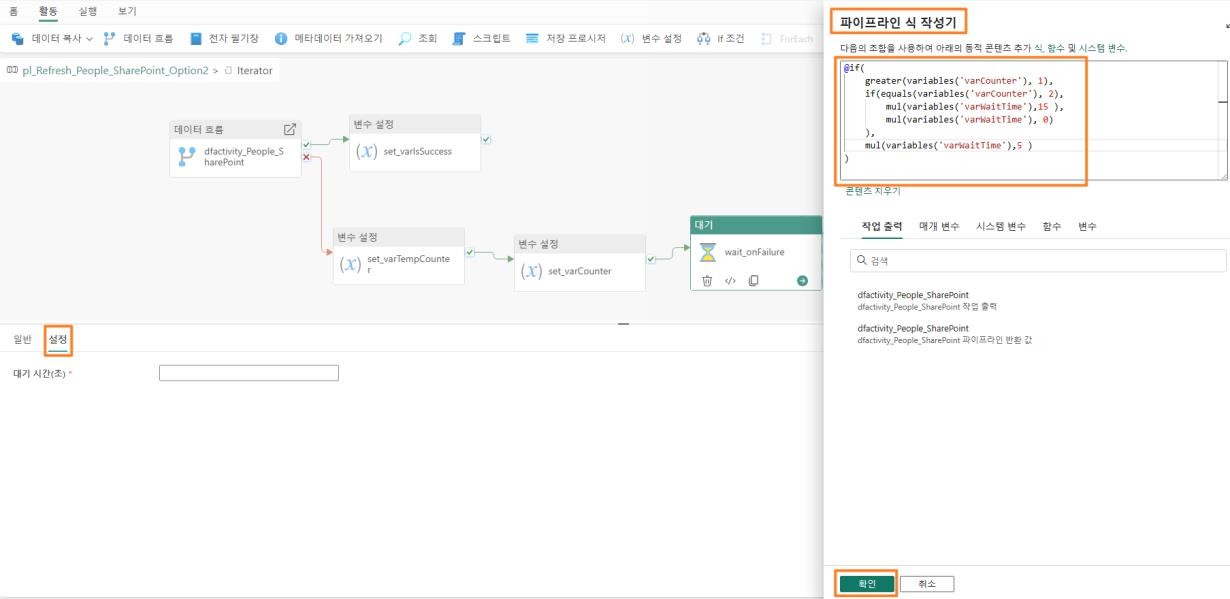 홈 활동 실행 보기
데이터 복사 데이터 흐름 전자 필기장 메타데이터 가져오기 조회 스크립트 저장 프로시저 (x) 변수 설정 If 조건 ForEach
pl_Refresh_People_SharePoint_Option2 > Iterator
데이터 흐름
dfactivity_People_S
harePoint
변수 설정
(x) set_varIsSuccess
변수 설정
(x) set_varTempCounte
r
변수 설정
(x) set_varCounter
대기
wait_onFailure
</>
일반 설정
대기 시간(초) *
파이프라인 식 작성기
다음의 조합을 사용하여 아래의 동적 콘텐츠 추가 식, 함수 및 시스템 변수.
@if(
greater(variables('varCounter'), 1),
if(equals(variables('varCounter'), 2),
mul(variables('varWaitTime'),15 ),
mul(variables('varWaitTime'), 0)
),
mul(variables('varWaitTime'),5 )
)
콘텐츠 지우기
작업 출력 매개 변수 시스템 변수 함수 변수
검색
dfactivity_People_SharePoint
dfactivity_People_SharePoint 작업 출력
dfactivity_People_SharePoint
dfactivity_People_SharePoint 파이프라인 반환 값
확인 취소